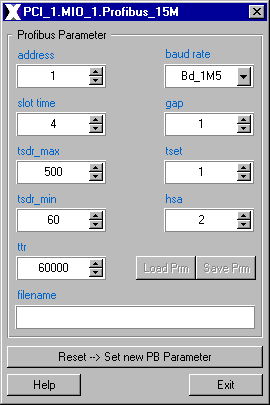 PCI_1.MIO_1.Profibus_15M
Profibus Parameter
address
baud rate
1
Bd_1M5
slot time
gap
4
1
tsdr_max
tset
500
1
tsdr_min
hsa
60
2
ttr
60000
Load Prm
Save Prm
filename
Reset --> Set new PB Parameter
Help
Exit